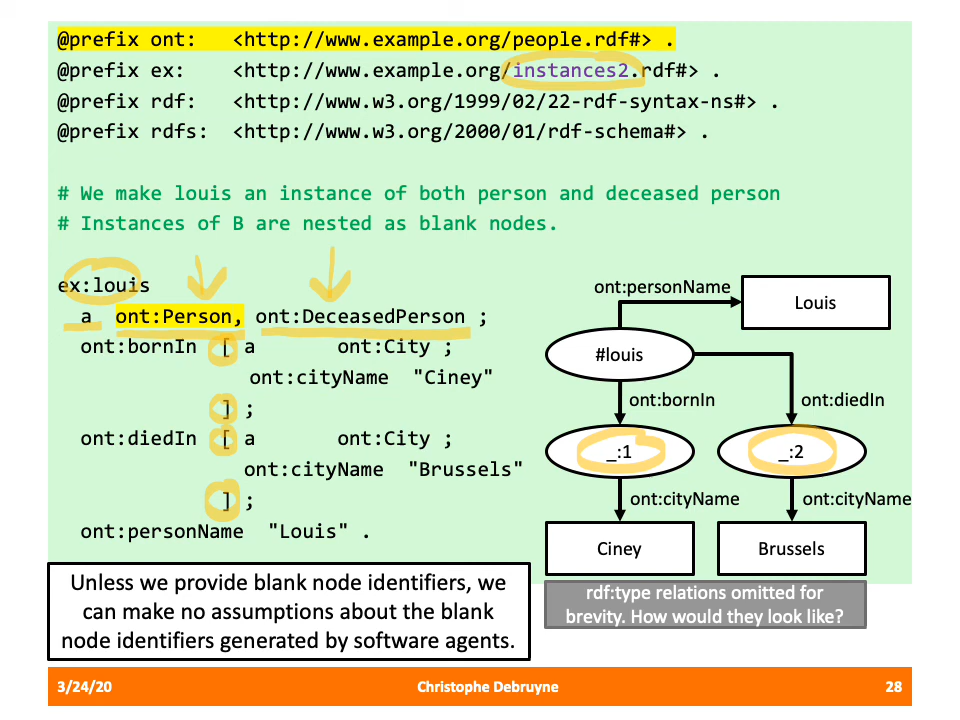 @prefix ont:   <http://www.example.org/people.rdf#> .
@prefix ex:    <http://www.example.org/instances2.rdf#> .
@prefix rdf:   <http://www.w3.org/1999/02/22-rdf-syntax-ns#> .
@prefix rdfs:  <http://www.w3.org/2000/01/rdf-schema#> .
# We make louis an instance of both person and deceased person
# Instances of B are nested as blank nodes.
ex:louis
  a  ont:Person, ont:DeceasedPerson ;
  ont:bornIn  [ a       ont:City ;
                ont:cityName  "Ciney"
              ] ;
  ont:diedIn  [ a       ont:City ;
                ont:cityName  "Brussels"
              ] ;
  ont:personName  "Louis" .
ont:personName
Louis
#louis
ont:bornIn
ont:diedIn
_:1
_:2
ont:cityName
ont:cityName
Ciney
Brussels
Unless we provide blank node identifiers, we
can make no assumptions about the blank
node identifiers generated by software agents.
rdf:type relations omitted for
brevity. How would they look like?
3/24/20
Christophe Debruyne
28